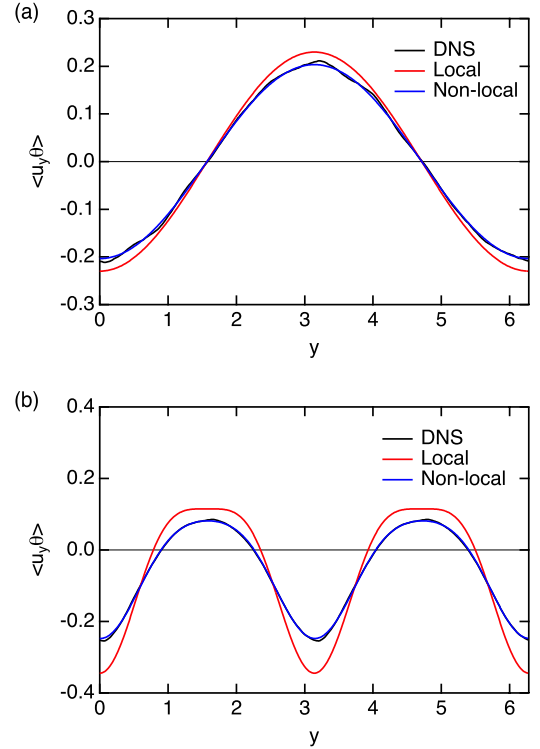 (a)
0.3
0.2
0.1
0.0
-0.1
-0.2
-0.3
<u_yθ>
DNS
Local
Non-local
0 1 2 3 4 5 6
y
(b)
0.4
0.2
0.0
-0.2
-0.4
<u_yθ>
DNS
Local
Non-local
0 1 2 3 4 5 6
y